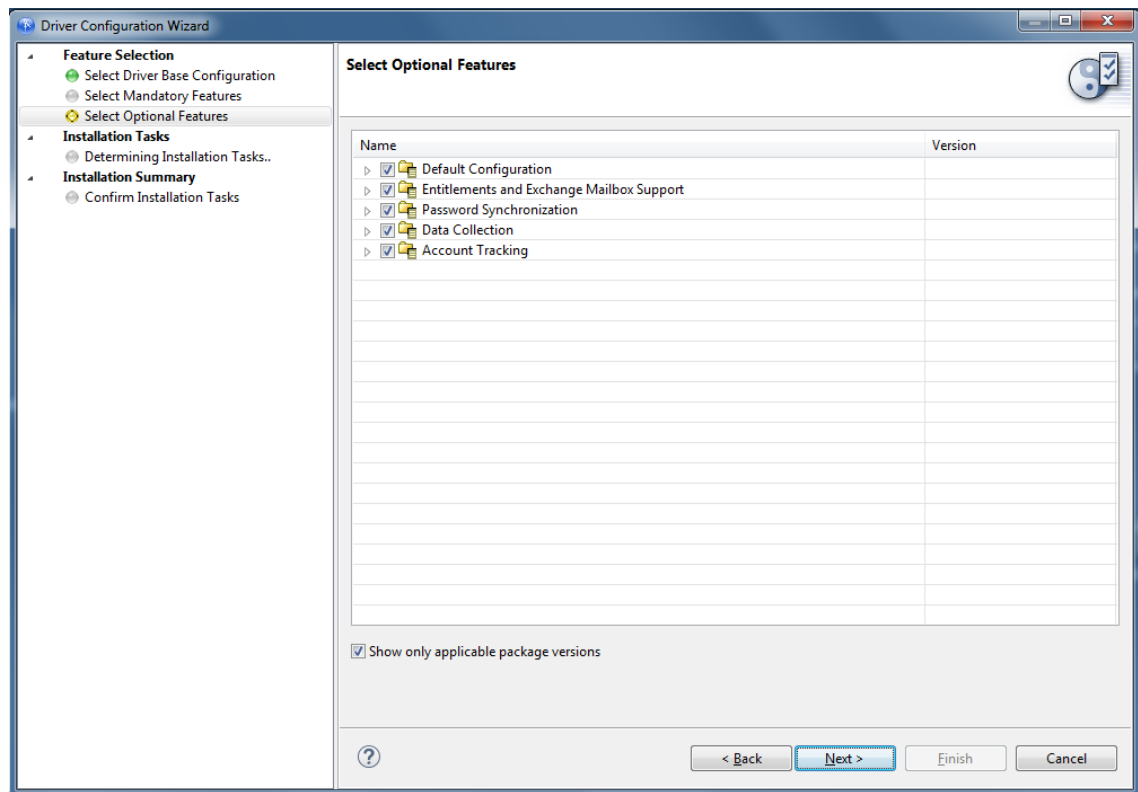 Driver Configuration Wizard
Feature Selection
Select Driver Base Configuration
Select Mandatory Features
Select Optional Features
Installation Tasks
Determining Installation Tasks..
Installation Summary
Confirm Installation Tasks
Select Optional Features
Name Version
Default Configuration
Entitlements and Exchange Mailbox Support
Password Synchronization
Data Collection
Account Tracking
Show only applicable package versions
? < Back Next > Finish Cancel